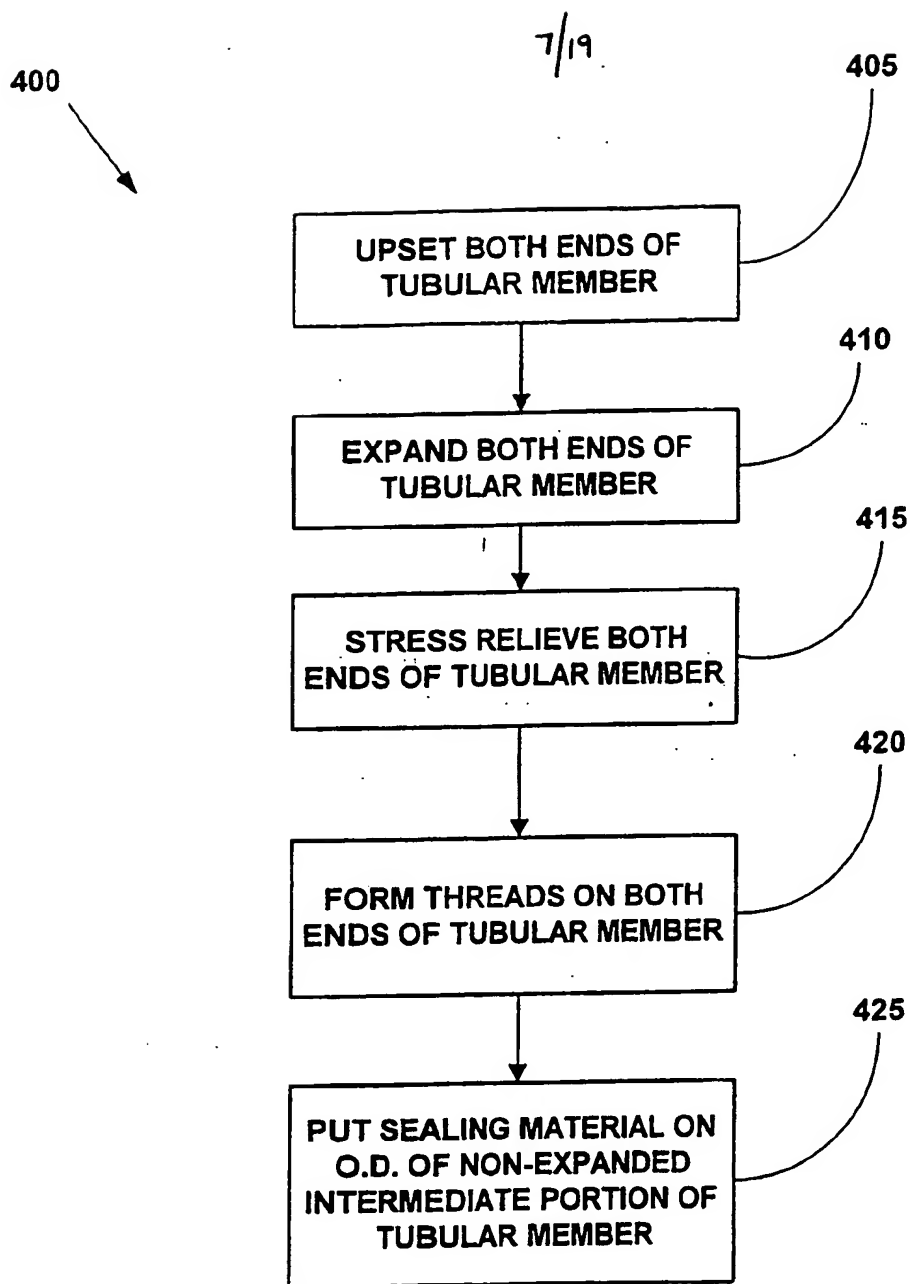 7/19
400
405
UPSET BOTH ENDS OF
TUBULAR MEMBER
410
EXPAND BOTH ENDS OF
TUBULAR MEMBER
415
STRESS RELIEVE BOTH
ENDS OF TUBULAR MEMBER
420
FORM THREADS ON BOTH
ENDS OF TUBULAR MEMBER
425
PUT SEALING MATERIAL ON
O.D. OF NON-EXPANDED
INTERMEDIATE PORTION OF
TUBULAR MEMBER